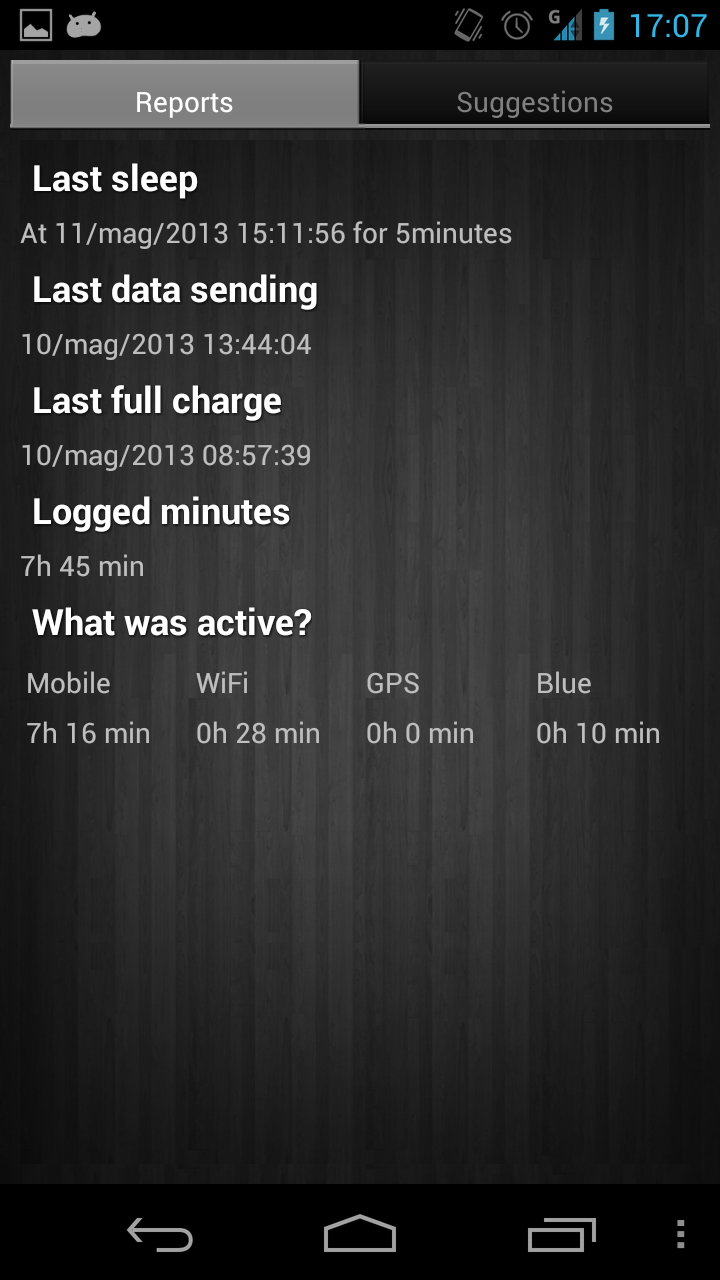 G 17:07
Reports Suggestions
Last sleep
At 11/mag/2013 15:11:56 for 5minutes
Last data sending
10/mag/2013 13:44:04
Last full charge
10/mag/2013 08:57:39
Logged minutes
7h 45 min
What was active?
Mobile WiFi GPS Blue
7h 16 min 0h 28 min 0h 0 min 0h 10 min